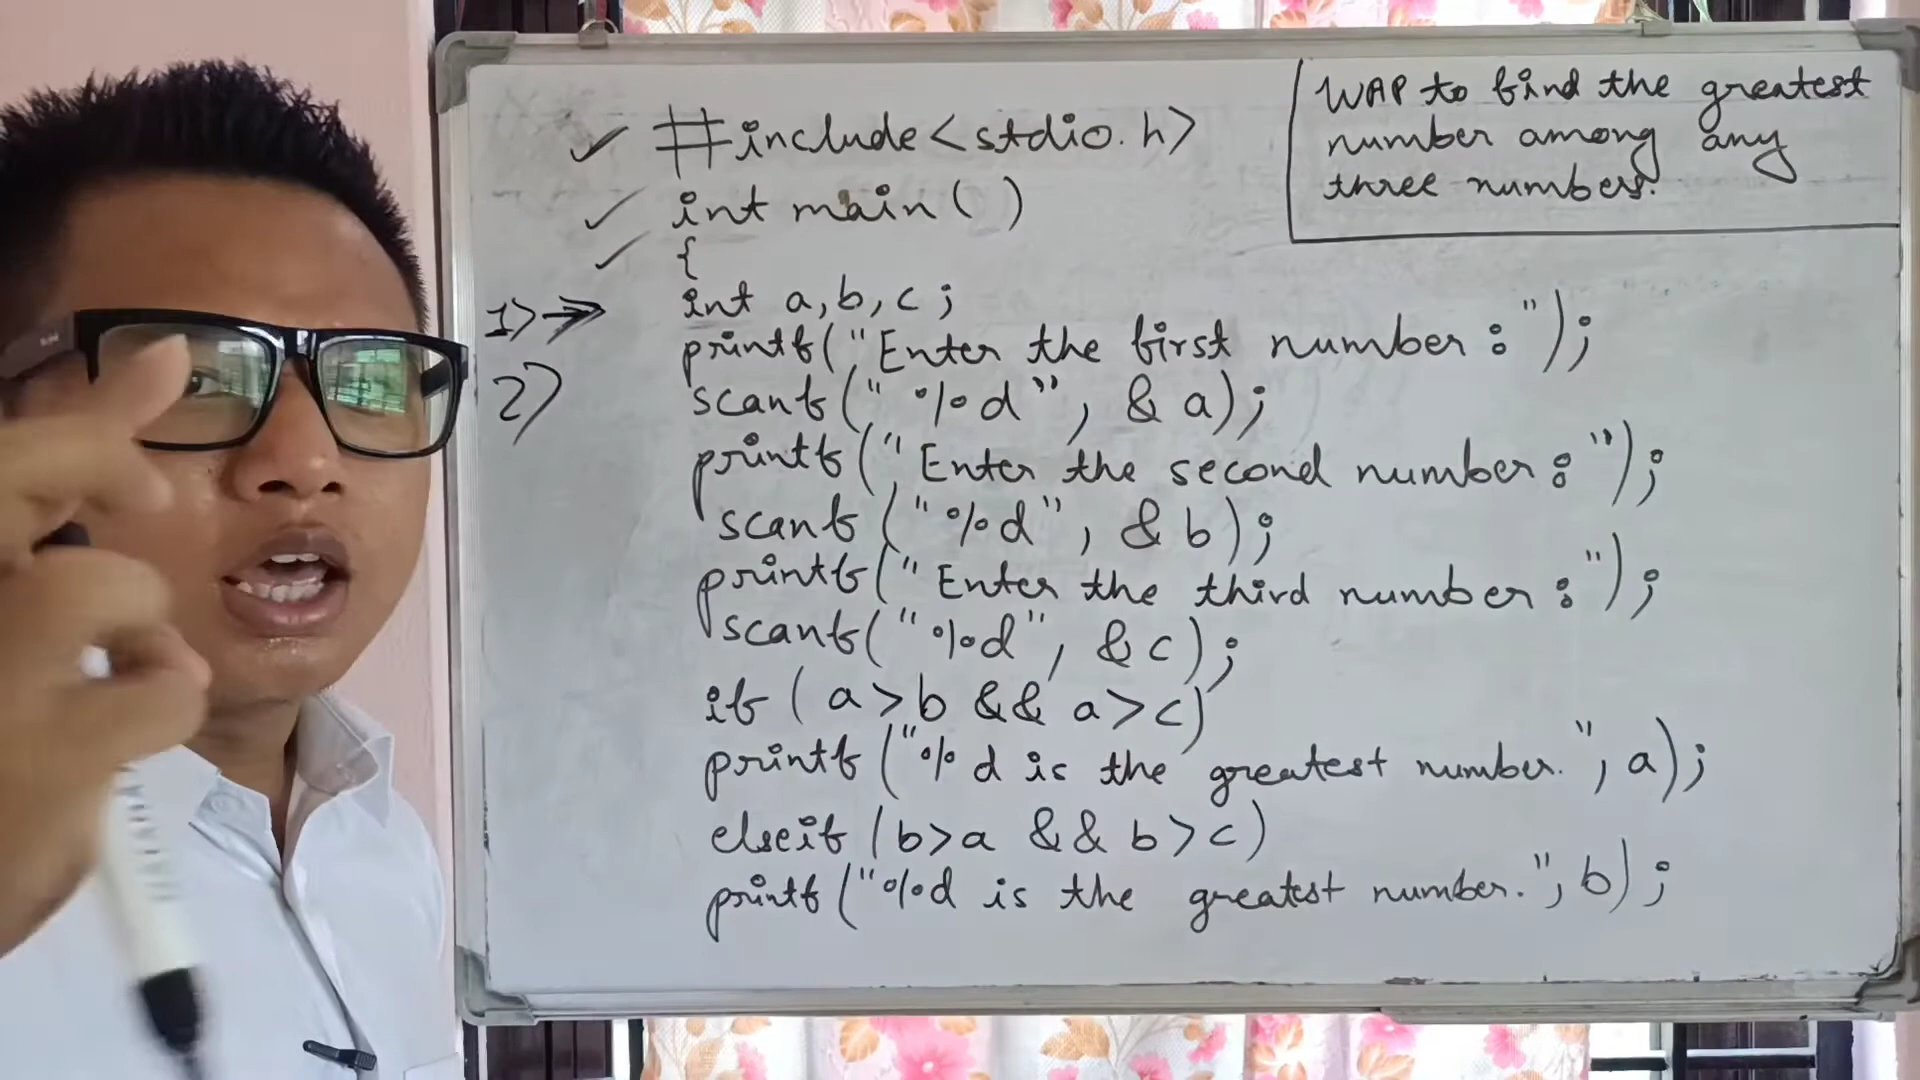 WAP to find the greatest
number among any
three numbers.
#include<stdio.h>
int main( )
{
1) → int a,b,c;
2) printf("Enter the first number:");
scanf("%d", &a);
printf("Enter the second number:");
scanf("%d", &b);
printf("Enter the third number:");
scanf("%d", &c);
if (a>b && a>c)
printf("%d is the greatest number.", a);
elseif (b>a && b>c)
printf("%d is the greatest number.", b);